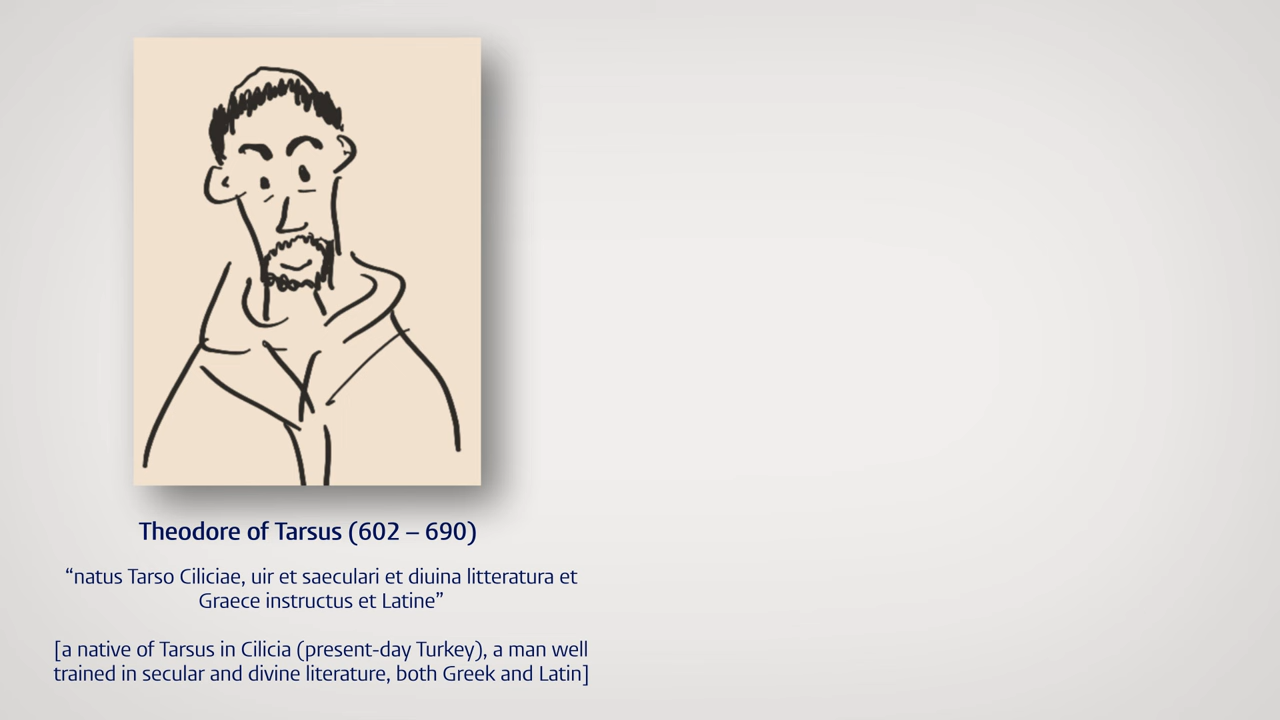 Theodore of Tarsus (602 – 690)
“natus Tarso Ciliciae, uir et saeculari et diuina litteratura et
Graece instructus et Latine”
[a native of Tarsus in Cilicia (present-day Turkey), a man well
trained in secular and divine literature, both Greek and Latin]